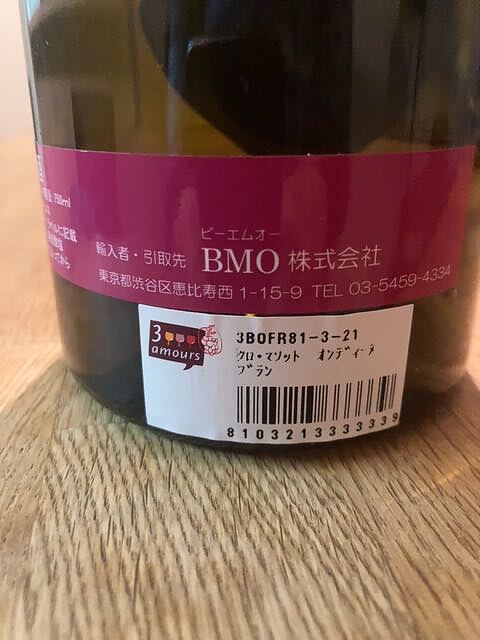 750ml
ビーエムオー
輸入者・引取先 BMO 株式会社
東京都渋谷区恵比寿西 1-15-9 TEL 03-5459-4334
3
amours
3BOFR81-3-21
クロ・マソット オンディーヌ
ブラン
8103213333339